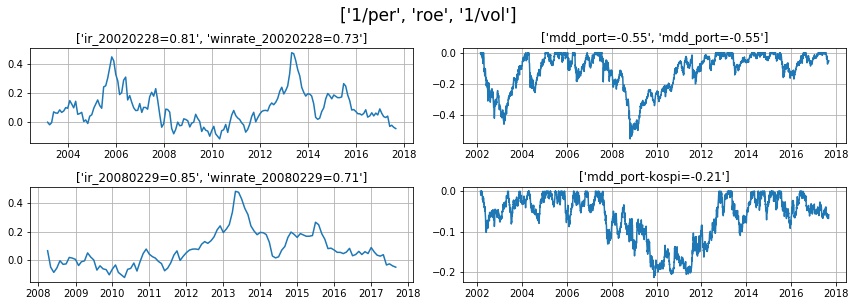 ['1/per', 'roe', '1/vol']
['ir_20020228=0.81', 'winrate_20020228=0.73']
0.4
0.2
0.0
2004 2006 2008 2010 2012 2014 2016 2018
['mdd_port=-0.55', 'mdd_port=-0.55']
0.0
−0.2
−0.4
2002 2004 2006 2008 2010 2012 2014 2016 2018
['ir_20080229=0.85', 'winrate_20080229=0.71']
0.4
0.2
0.0
2008 2009 2010 2011 2012 2013 2014 2015 2016 2017 2018
['mdd_port-kospi=-0.21']
0.0
−0.1
−0.2
2002 2004 2006 2008 2010 2012 2014 2016 2018